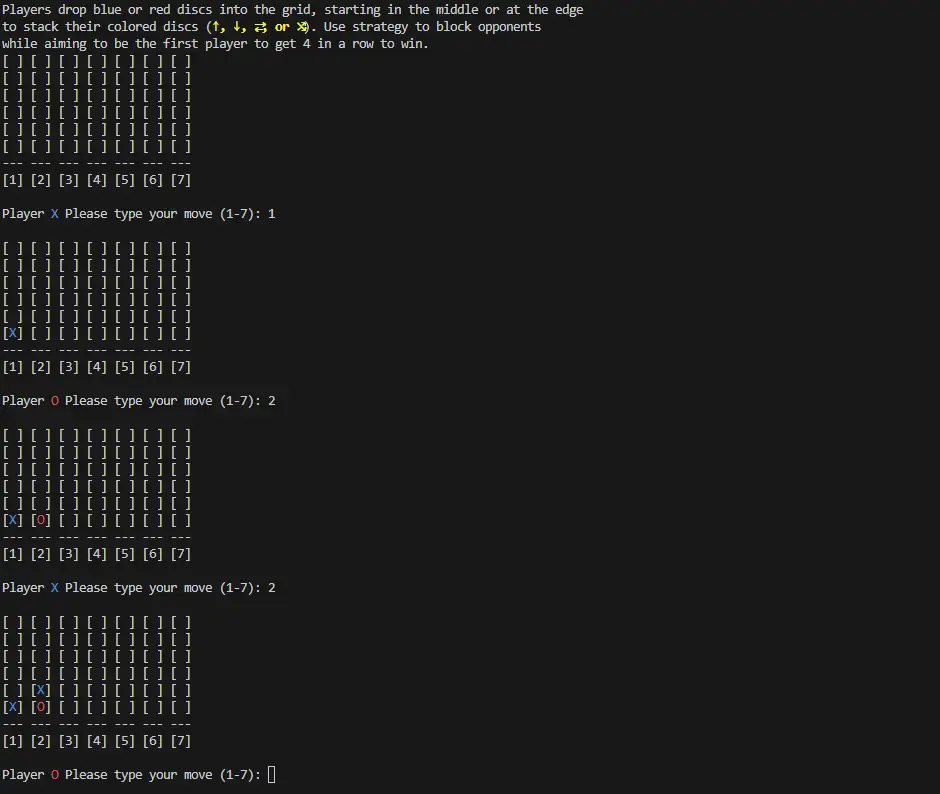 Players drop blue or red discs into the grid, starting in the middle or at the edge
to stack their colored discs (↑, ↓, ⇄ or ⤨). Use strategy to block opponents
while aiming to be the first player to get 4 in a row to win.
[ ] [ ] [ ] [ ] [ ] [ ] [ ]
[ ] [ ] [ ] [ ] [ ] [ ] [ ]
[ ] [ ] [ ] [ ] [ ] [ ] [ ]
[ ] [ ] [ ] [ ] [ ] [ ] [ ]
[ ] [ ] [ ] [ ] [ ] [ ] [ ]
[ ] [ ] [ ] [ ] [ ] [ ] [ ]
--- --- --- --- --- --- ---
[1] [2] [3] [4] [5] [6] [7]
Player X Please type your move (1-7): 1
[ ] [ ] [ ] [ ] [ ] [ ] [ ]
[ ] [ ] [ ] [ ] [ ] [ ] [ ]
[ ] [ ] [ ] [ ] [ ] [ ] [ ]
[ ] [ ] [ ] [ ] [ ] [ ] [ ]
[ ] [ ] [ ] [ ] [ ] [ ] [ ]
[X] [ ] [ ] [ ] [ ] [ ] [ ]
--- --- --- --- --- --- ---
[1] [2] [3] [4] [5] [6] [7]
Player O Please type your move (1-7): 2
[ ] [ ] [ ] [ ] [ ] [ ] [ ]
[ ] [ ] [ ] [ ] [ ] [ ] [ ]
[ ] [ ] [ ] [ ] [ ] [ ] [ ]
[ ] [ ] [ ] [ ] [ ] [ ] [ ]
[ ] [ ] [ ] [ ] [ ] [ ] [ ]
[X] [O] [ ] [ ] [ ] [ ] [ ]
--- --- --- --- --- --- ---
[1] [2] [3] [4] [5] [6] [7]
Player X Please type your move (1-7): 2
[ ] [ ] [ ] [ ] [ ] [ ] [ ]
[ ] [ ] [ ] [ ] [ ] [ ] [ ]
[ ] [ ] [ ] [ ] [ ] [ ] [ ]
[ ] [ ] [ ] [ ] [ ] [ ] [ ]
[ ] [X] [ ] [ ] [ ] [ ] [ ]
[X] [O] [ ] [ ] [ ] [ ] [ ]
--- --- --- --- --- --- ---
[1] [2] [3] [4] [5] [6] [7]
Player O Please type your move (1-7):